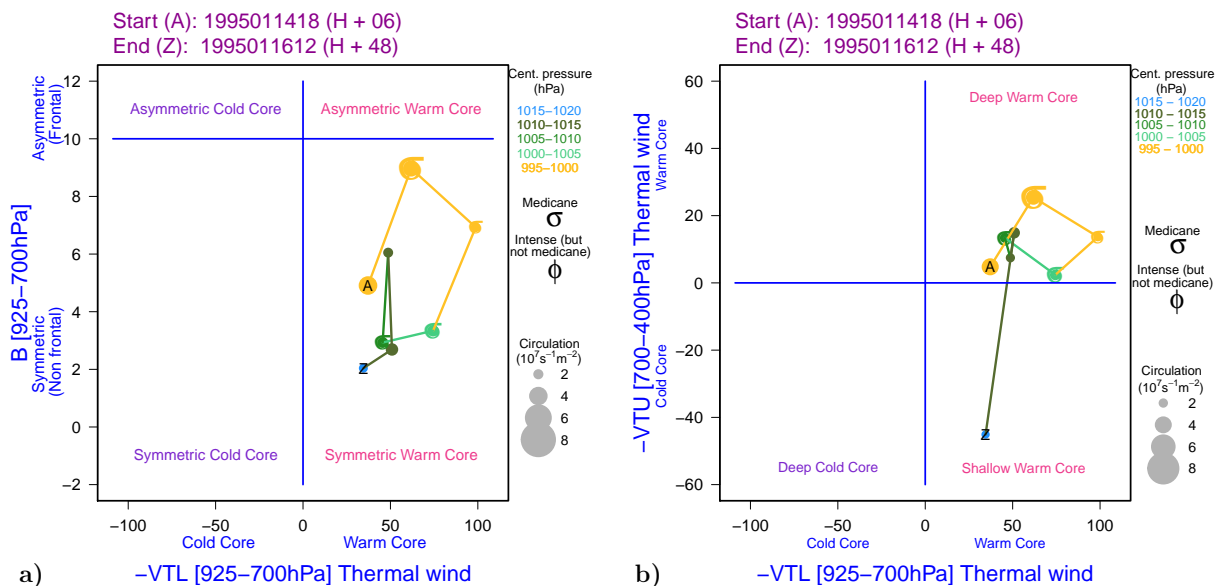 Start (A): 1995011418 (H + 06)
End (Z): 1995011612 (H + 48)
12
10
8
6
4
2
0
−2
Asymmetric
(Frontal)
B [925−700hPa]
Symmetric
(Non frontal)
Asymmetric Cold Core
Asymmetric Warm Core
A
Z
Symmetric Cold Core
Symmetric Warm Core
−100
−50
0
50
100
Cold Core
Warm Core
−VTL [925−700hPa] Thermal wind
a)
Cent. pressure
(hPa)
1015−1020
1010−1015
1005−1010
1000−1005
995−1000
Medicane
σ
Intense (but
not medicane)
ϕ
Circulation
(10⁷s⁻¹m⁻²)
2
4
6
8
Start (A): 1995011418 (H + 06)
End (Z): 1995011612 (H + 48)
60
40
20
0
−20
−40
−60
−VTU [700−400hPa] Thermal wind
Cold Core
Warm Core
Deep Warm Core
A
Z
Deep Cold Core
Shallow Warm Core
−100
−50
0
50
100
Cold Core
Warm Core
−VTL [925−700hPa] Thermal wind
b)
Cent. pressure
(hPa)
1015 − 1020
1010 − 1015
1005 − 1010
1000 − 1005
995 − 1000
Medicane
σ
Intense (but
not medicane)
ϕ
Circulation
(10⁷s⁻¹m⁻²)
2
4
6
8